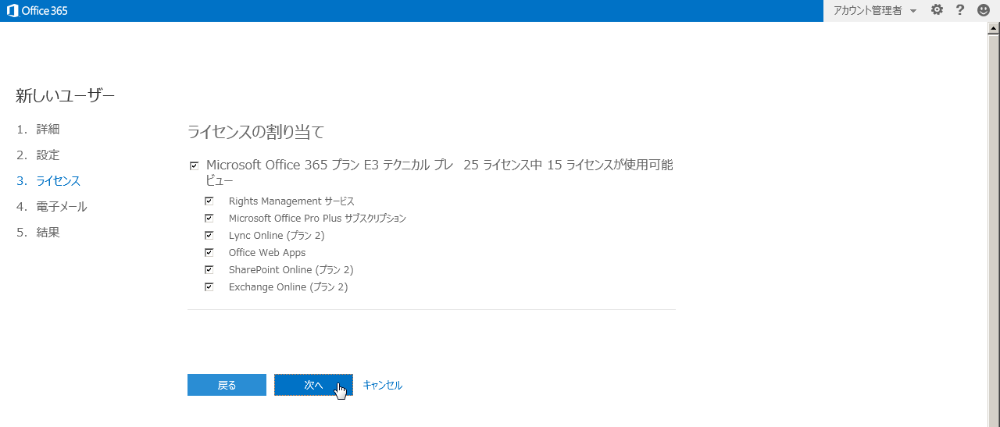 Office 365
アカウント管理者
?
新しいユーザー
1. 詳細
2. 設定
3. ライセンス
4. 電子メール
5. 結果
ライセンスの割り当て
Microsoft Office 365 プラン E3 テクニカル プレ 25 ライセンス中 15 ライセンスが使用可能
ビュー
Rights Management サービス
Microsoft Office Pro Plus サブスクリプション
Lync Online (プラン 2)
Office Web Apps
SharePoint Online (プラン 2)
Exchange Online (プラン 2)
戻る 次へ キャンセル